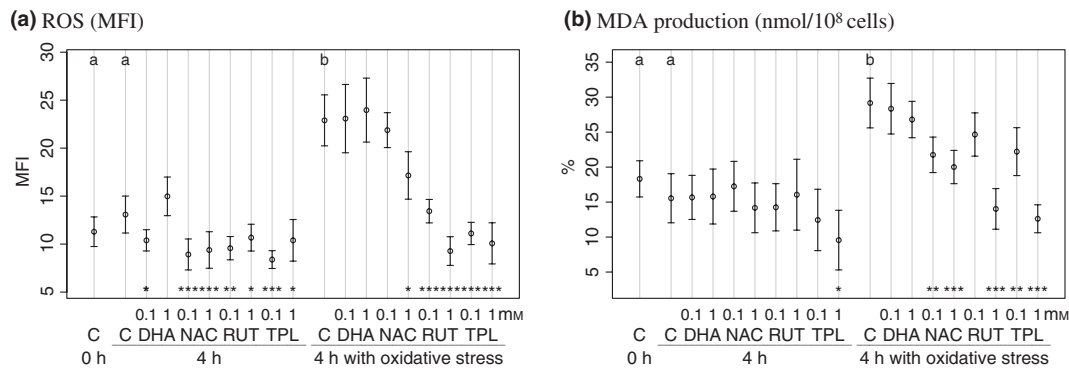 (a) ROS (MFI)
30
25
20
15
10
5
MFI
a a b
* *** *** ** * *** * * *** *** *** ***
0.1 1 0.1 1 0.1 1 0.1 1 0.1 1 0.1 1 0.1 1 0.1 1 mM
C C DHA NAC RUT TPL C DHA NAC RUT TPL
0 h 4 h 4 h with oxidative stress
(b) MDA production (nmol/10⁸ cells)
35
30
25
20
15
10
5
%
a a b
* ** *** *** ** ***
0.1 1 0.1 1 0.1 1 0.1 1 0.1 1 0.1 1 0.1 1 0.1 1 mM
C C DHA NAC RUT TPL C DHA NAC RUT TPL
0 h 4 h 4 h with oxidative stress